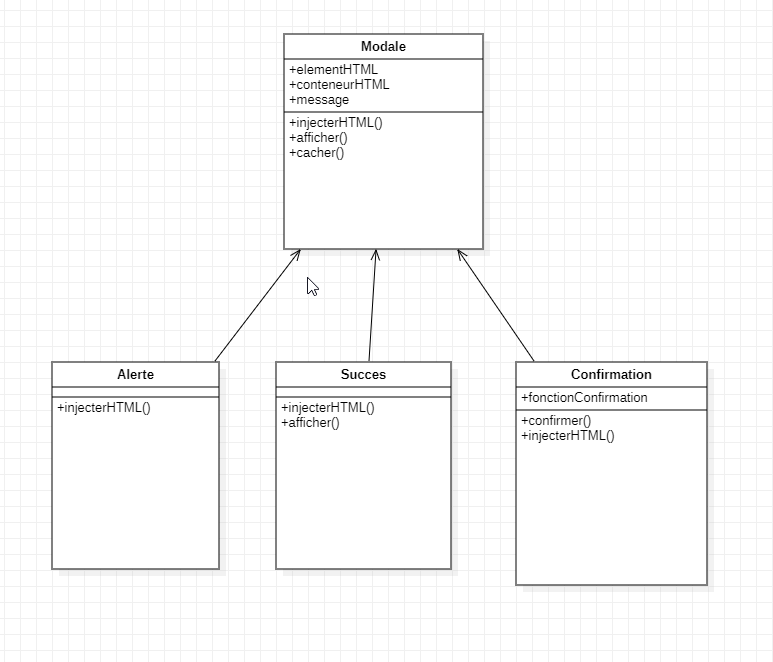 Modale
+elementHTML
+conteneurHTML
+message
+injecterHTML()
+afficher()
+cacher()
Alerte
+injecterHTML()
Succes
+injecterHTML()
+afficher()
Confirmation
+fonctionConfirmation
+confirmer()
+injecterHTML()